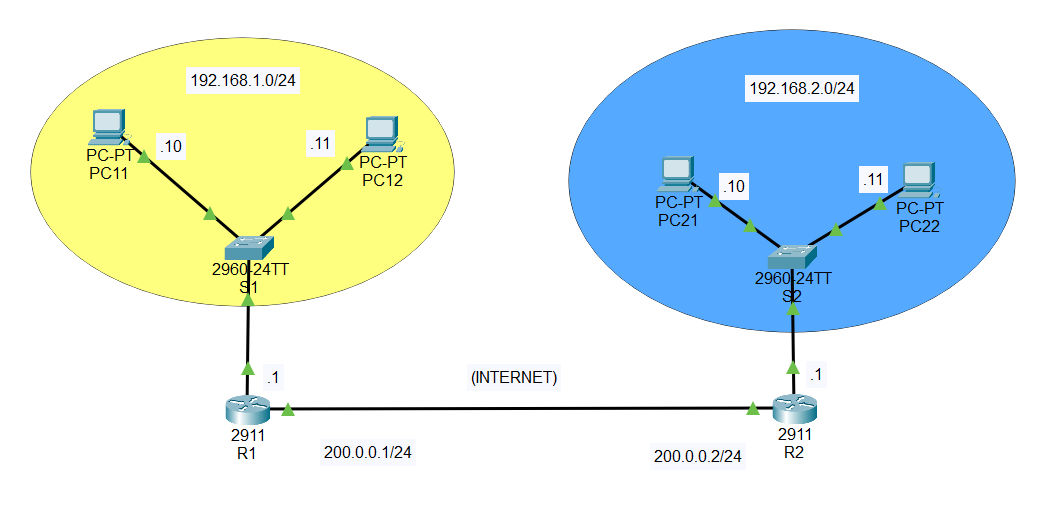 192.168.1.0/24
.10
.11
PC-PT
PC11
PC-PT
PC12
2960-24TT
S1
192.168.2.0/24
.10
.11
PC-PT
PC21
PC-PT
PC22
2960-24TT
S2
.1
(INTERNET)
.1
2911
R1
200.0.0.1/24
200.0.0.2/24
2911
R2